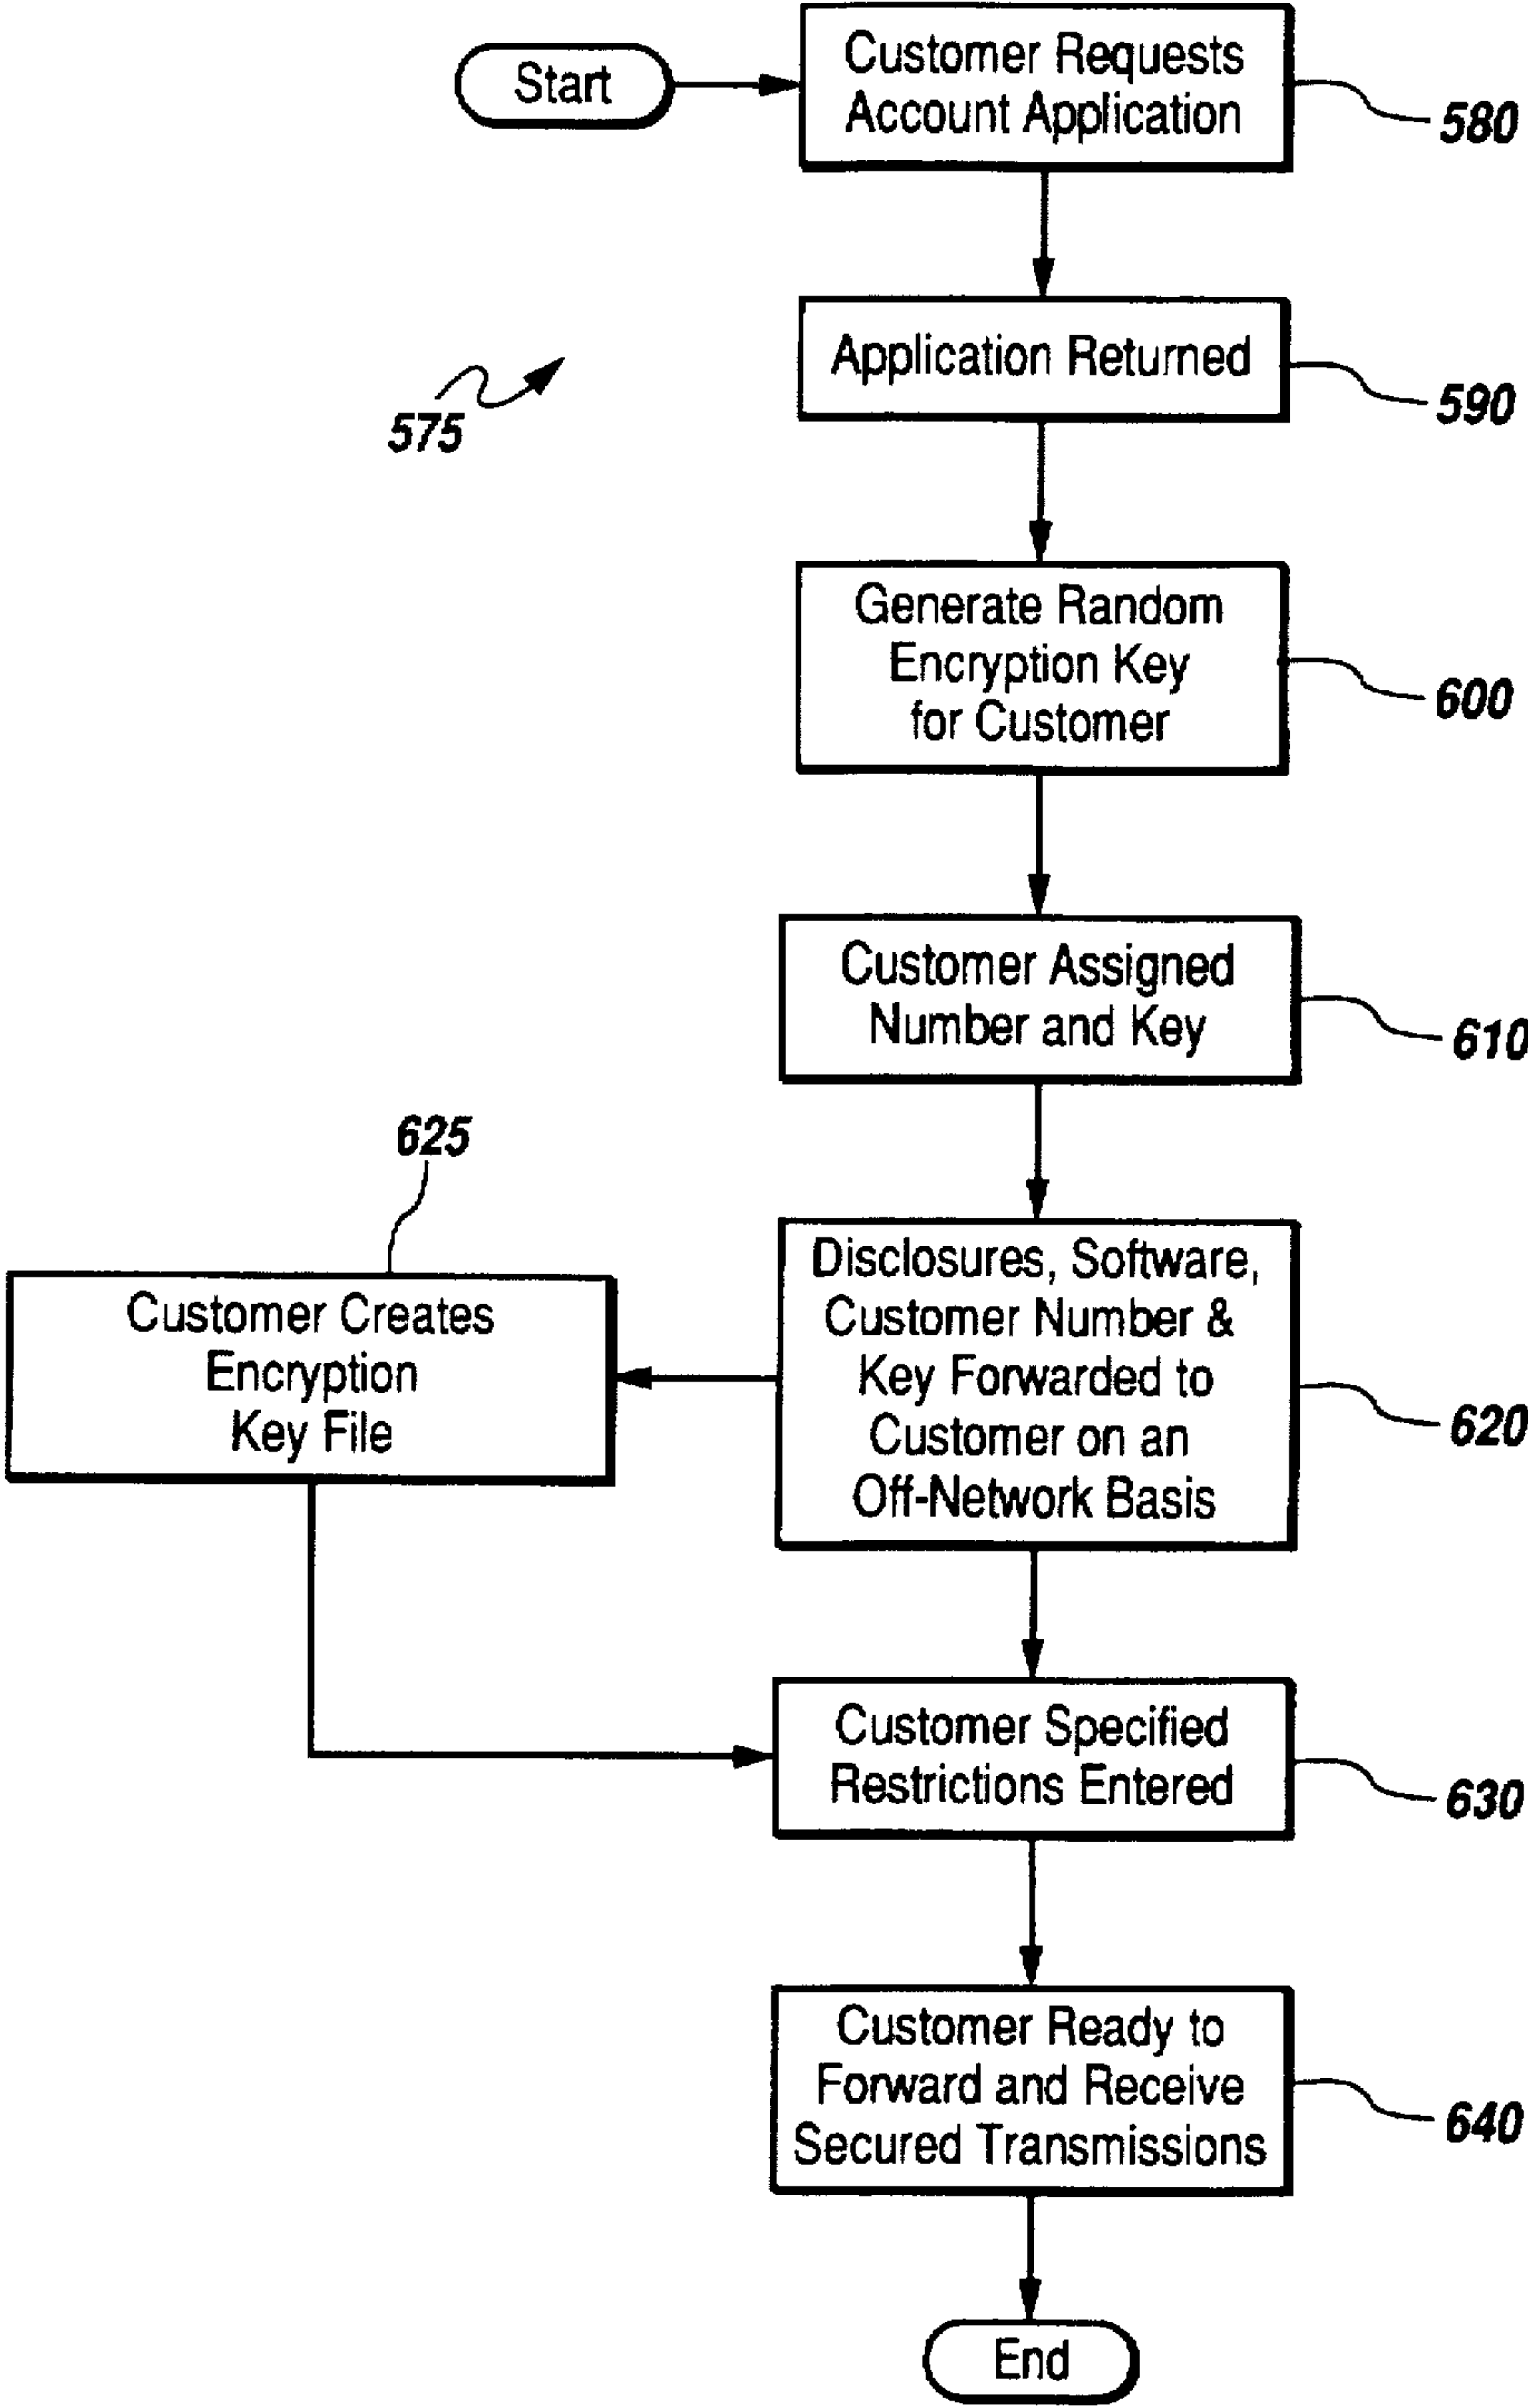 Start
Customer Requests
Account Application
580
Application Returned
590
575
Generate Random
Encryption Key
for Customer
600
Customer Assigned
Number and Key
610
625
Disclosures, Software,
Customer Number &
Key Forwarded to
Customer on an
Off-Network Basis
620
Customer Creates
Encryption
Key File
Customer Specified
Restrictions Entered
630
Customer Ready to
Forward and Receive
Secured Transmissions
640
End